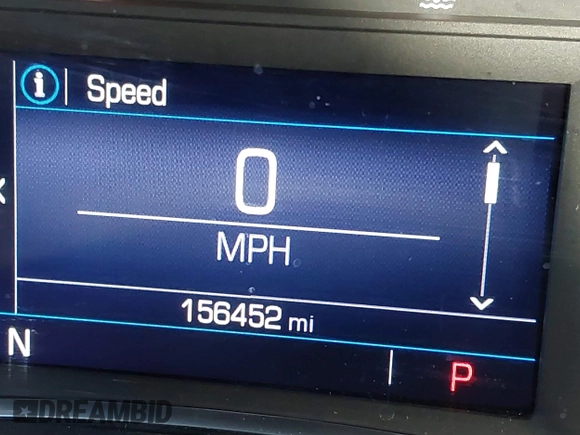 i Speed
0
MPH
156452 mi
N
P
DREAMBID